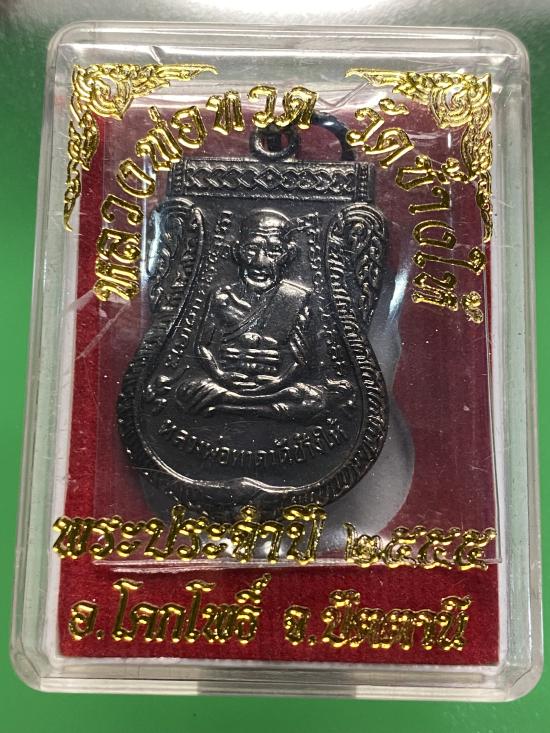 หลวงพ่อทวด วัดช้างให้
หลวงพ่อทวดวัดช้างให้
พระประจำปี ๒๕๕๕
อ.โคกโพธิ์ จ.ปัตตานี